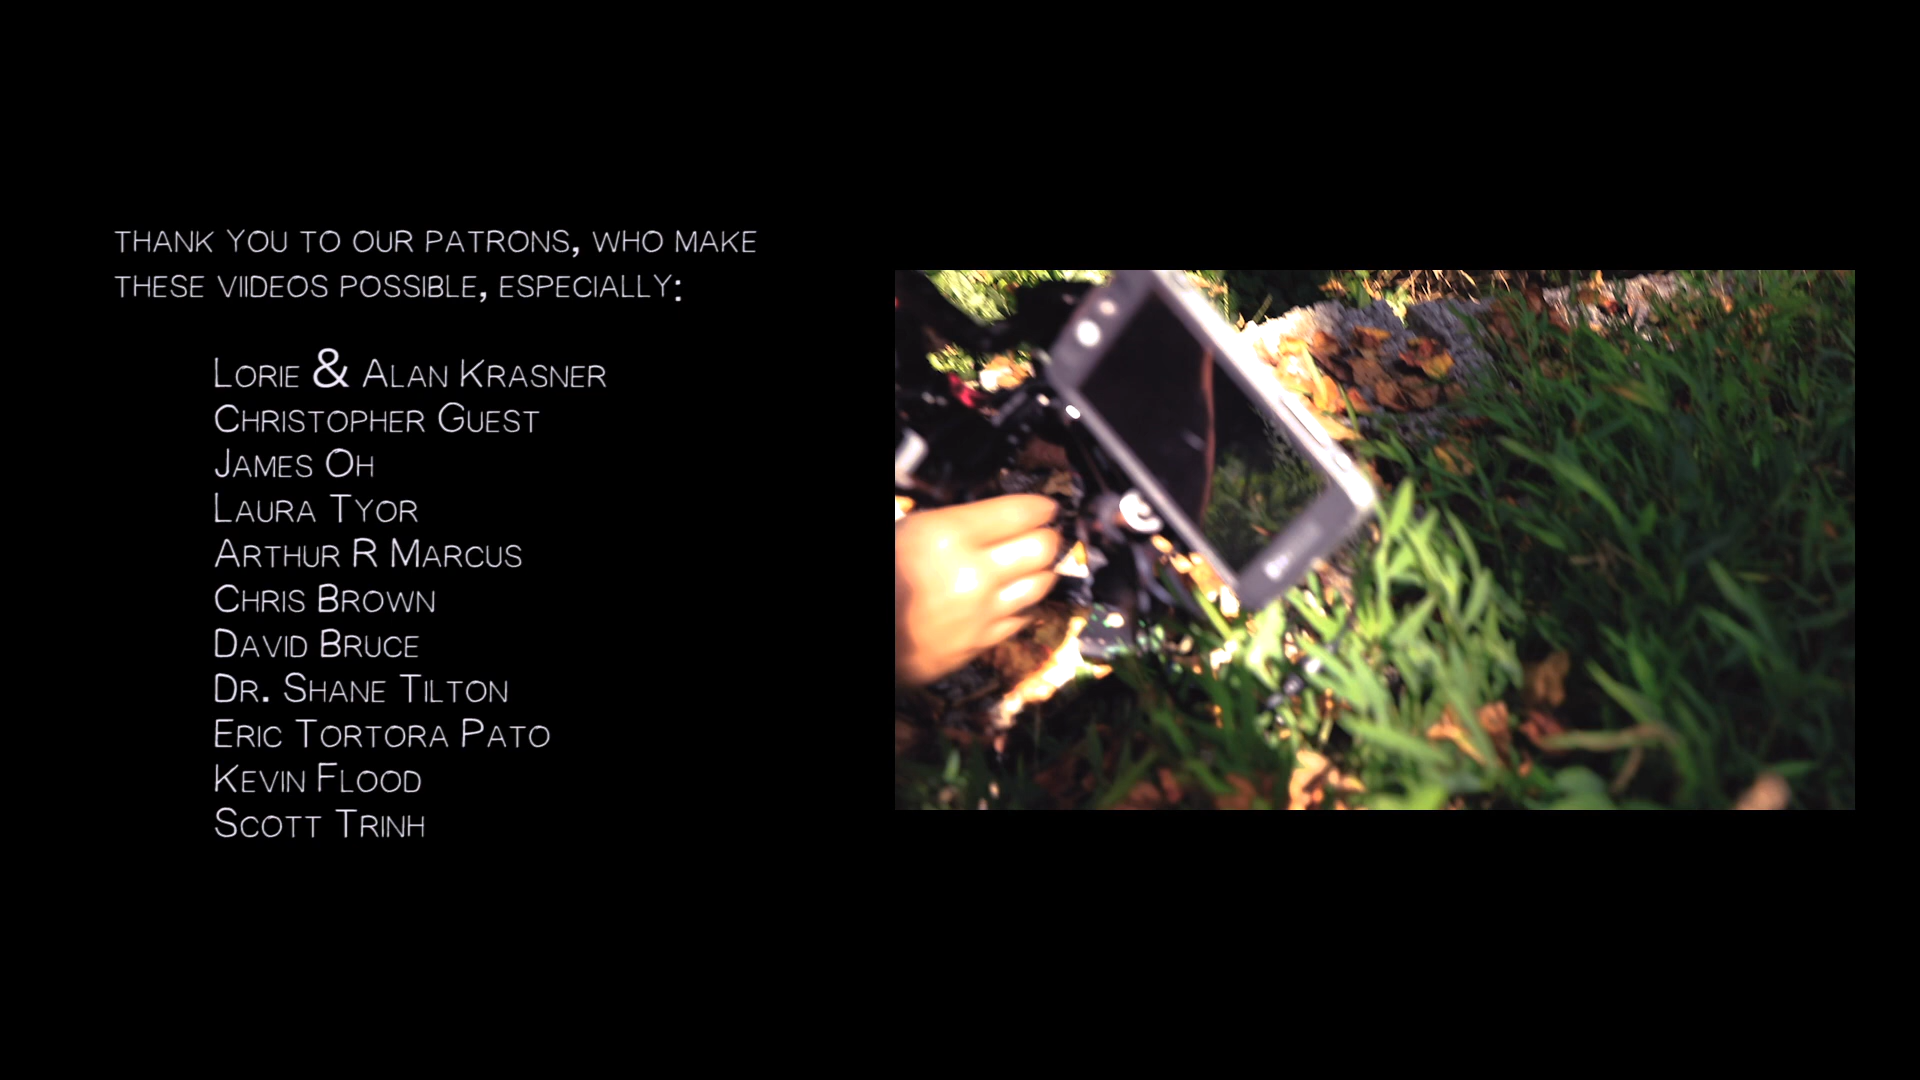 THANK YOU TO OUR PATRONS, WHO MAKE
THESE VIIDEOS POSSIBLE, ESPECIALLY:
LORIE & ALAN KRASNER
CHRISTOPHER GUEST
JAMES OH
LAURA TYOR
ARTHUR R MARCUS
CHRIS BROWN
DAVID BRUCE
DR. SHANE TILTON
ERIC TORTORA PATO
KEVIN FLOOD
SCOTT TRINH